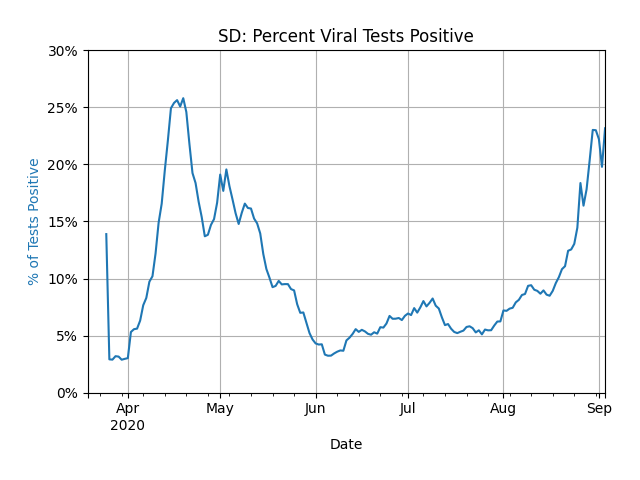 SD: Percent Viral Tests Positive
30%
25%
20%
15%
10%
5%
0%
% of Tests Positive
Apr May Jun Jul Aug Sep
2020
Date